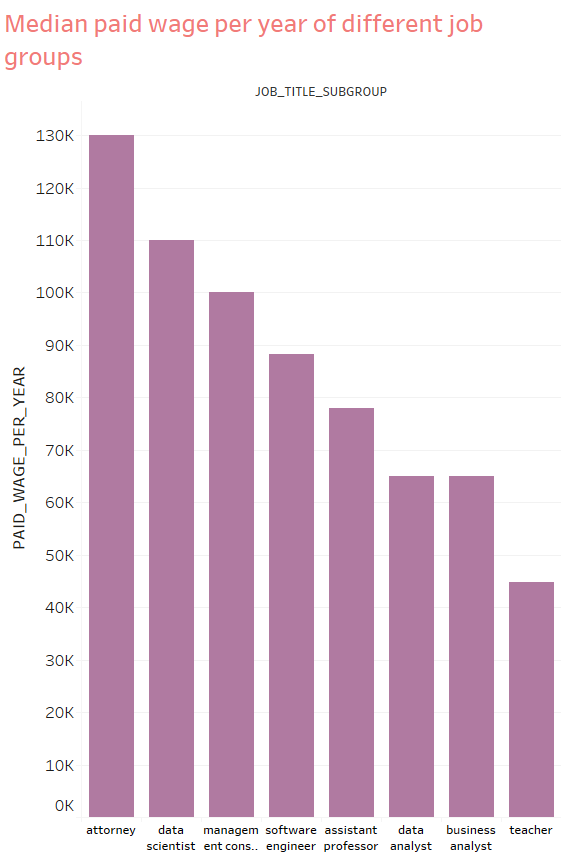 Median paid wage per year of different job
groups
JOB_TITLE_SUBGROUP
PAID_WAGE_PER_YEAR
130K
120K
110K
100K
90K
80K
70K
60K
50K
40K
30K
20K
10K
0K
attorney
data
scientist
managem
ent cons..
software
engineer
assistant
professor
data
analyst
business
analyst
teacher